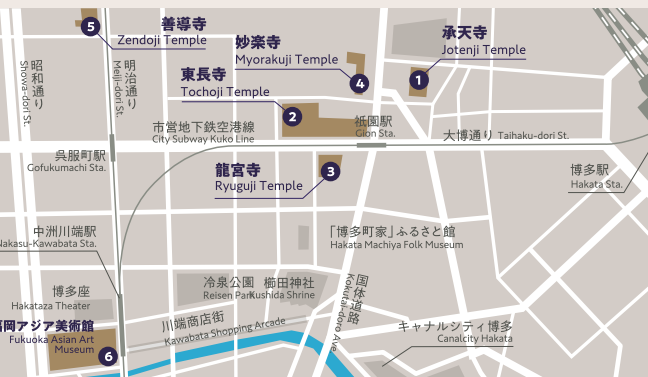 5
善導寺
Zendoji Temple
妙楽寺
Myorakuji Temple
4
承天寺
Jotenji Temple
1
昭和通り
Showa-dori St.
明治通り
Meiji-dori St.
東長寺
Tochoji Temple
2
市営地下鉄空港線
City Subway Kuko Line
祇園駅
Gion Sta.
大博通り Taihaku-dori St.
呉服町駅
Gofukumachi Sta.
龍宮寺
Ryuguji Temple
3
博多駅
Hakata Sta.
中洲川端駅
Nakasu-Kawabata Sta.
「博多町家」ふるさと館
Hakata Machiya Folk Museum
博多座
Hakataza Theater
冷泉公園
Reisen Park
櫛田神社
Kushida Shrine
国体道路
Kokutai-doro Ave.
川端商店街
Kawabata Shopping Arcade
キャナルシティ博多
Canalcity Hakata
福岡アジア美術館
Fukuoka Asian Art
Museum
6